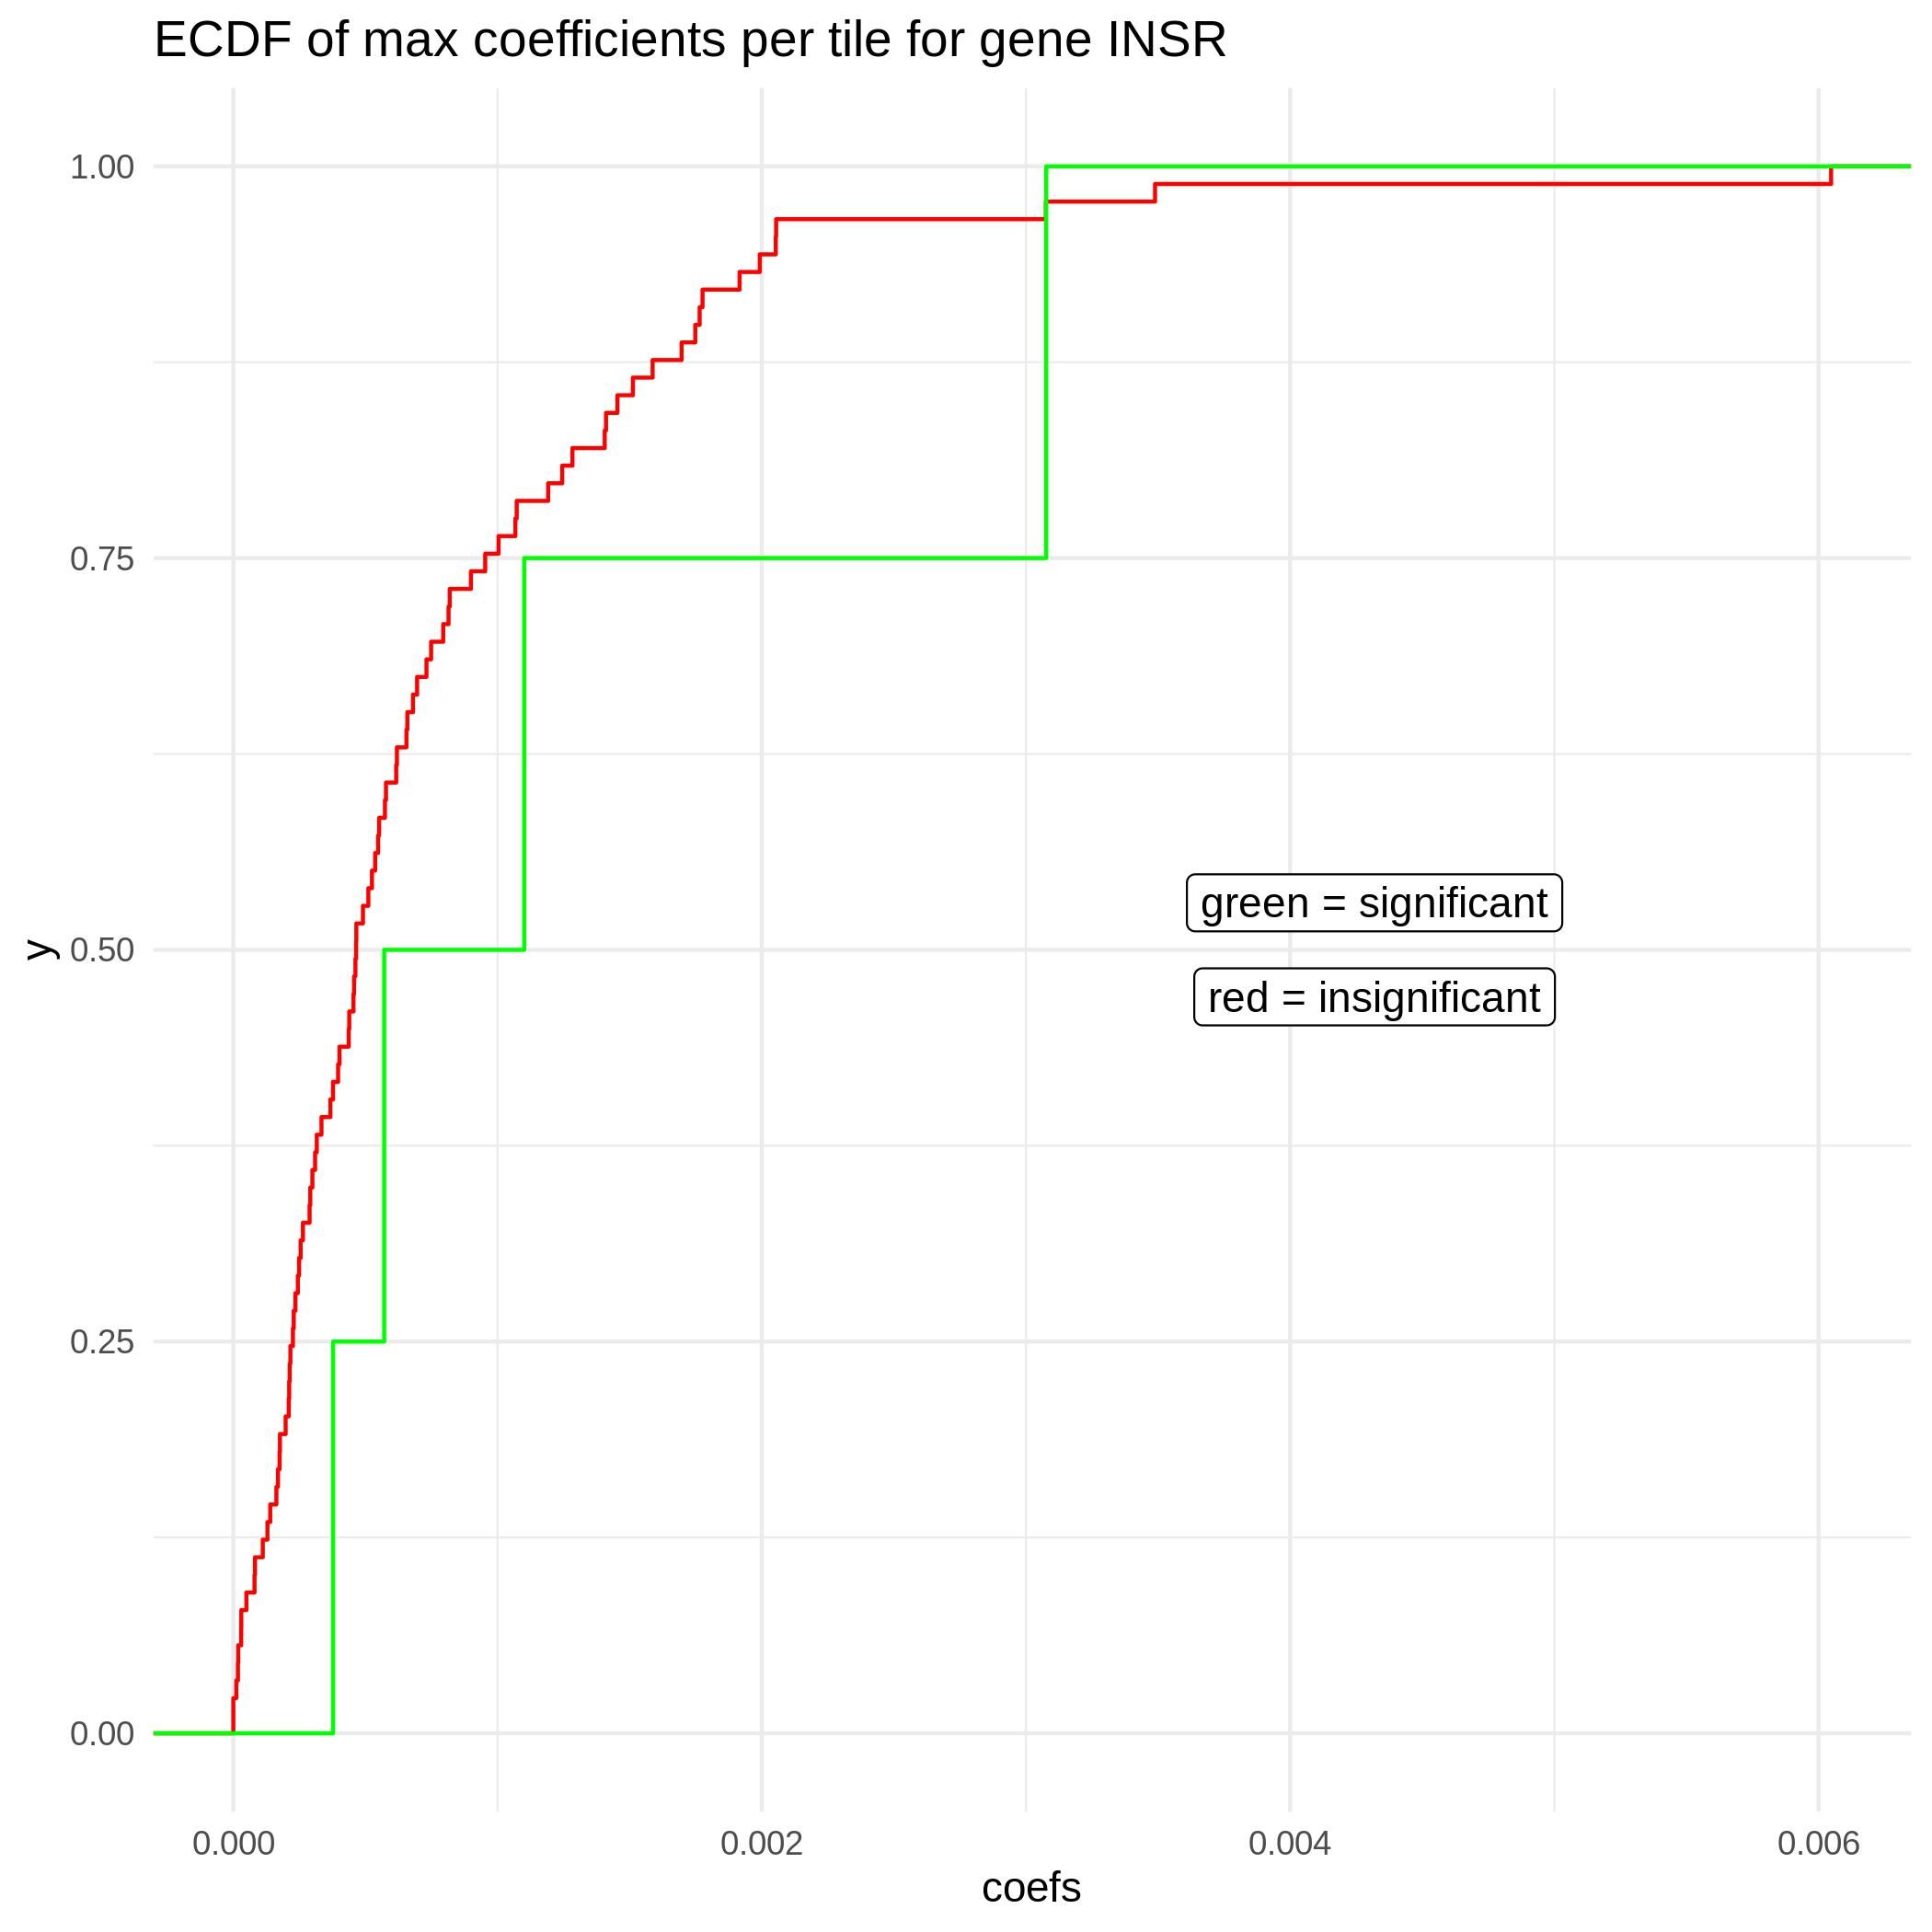 ECDF of max coefficients per tile for gene INSR
1.00
0.75
0.50
0.25
0.00
y
green = significant
red = insignificant
0.000 0.002 0.004 0.006
coefs